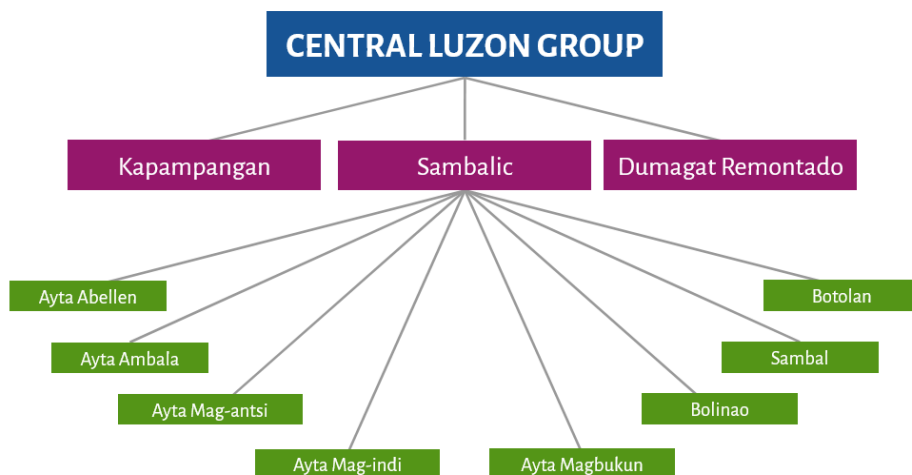 CENTRAL LUZON GROUP
Kapampangan
Sambalic
Dumagat Remontado
Ayta Abellen
Botolan
Ayta Ambala
Sambal
Ayta Mag-antsi
Bolinao
Ayta Mag-indi
Ayta Magbukun